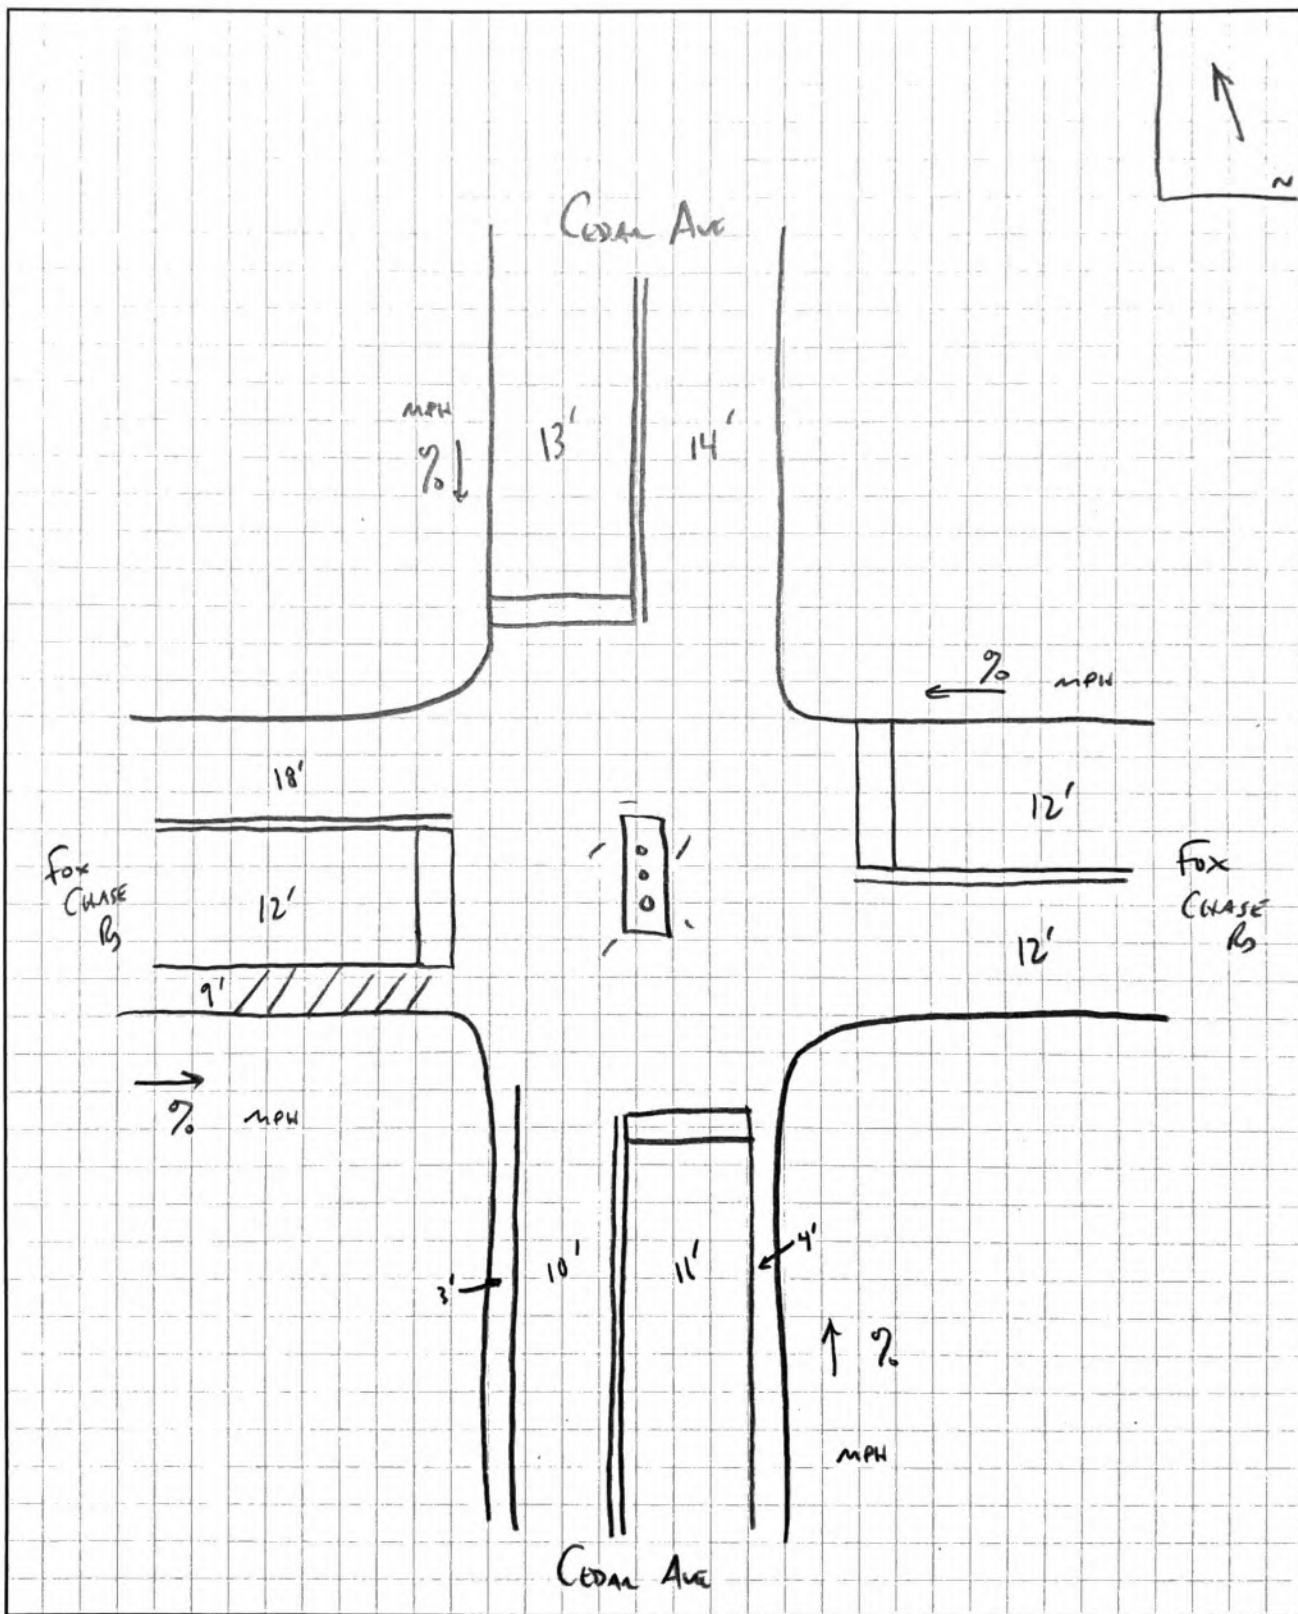 N
CEDAR AVE
MPH
%
13'
14'
%
MPH
18'
12'
FOX
CHASE
RD
12'
9'
FOX
CHASE
RD
12'
%
MPH
3'
10'
11'
4'
%
MPH
CEDAR AVE